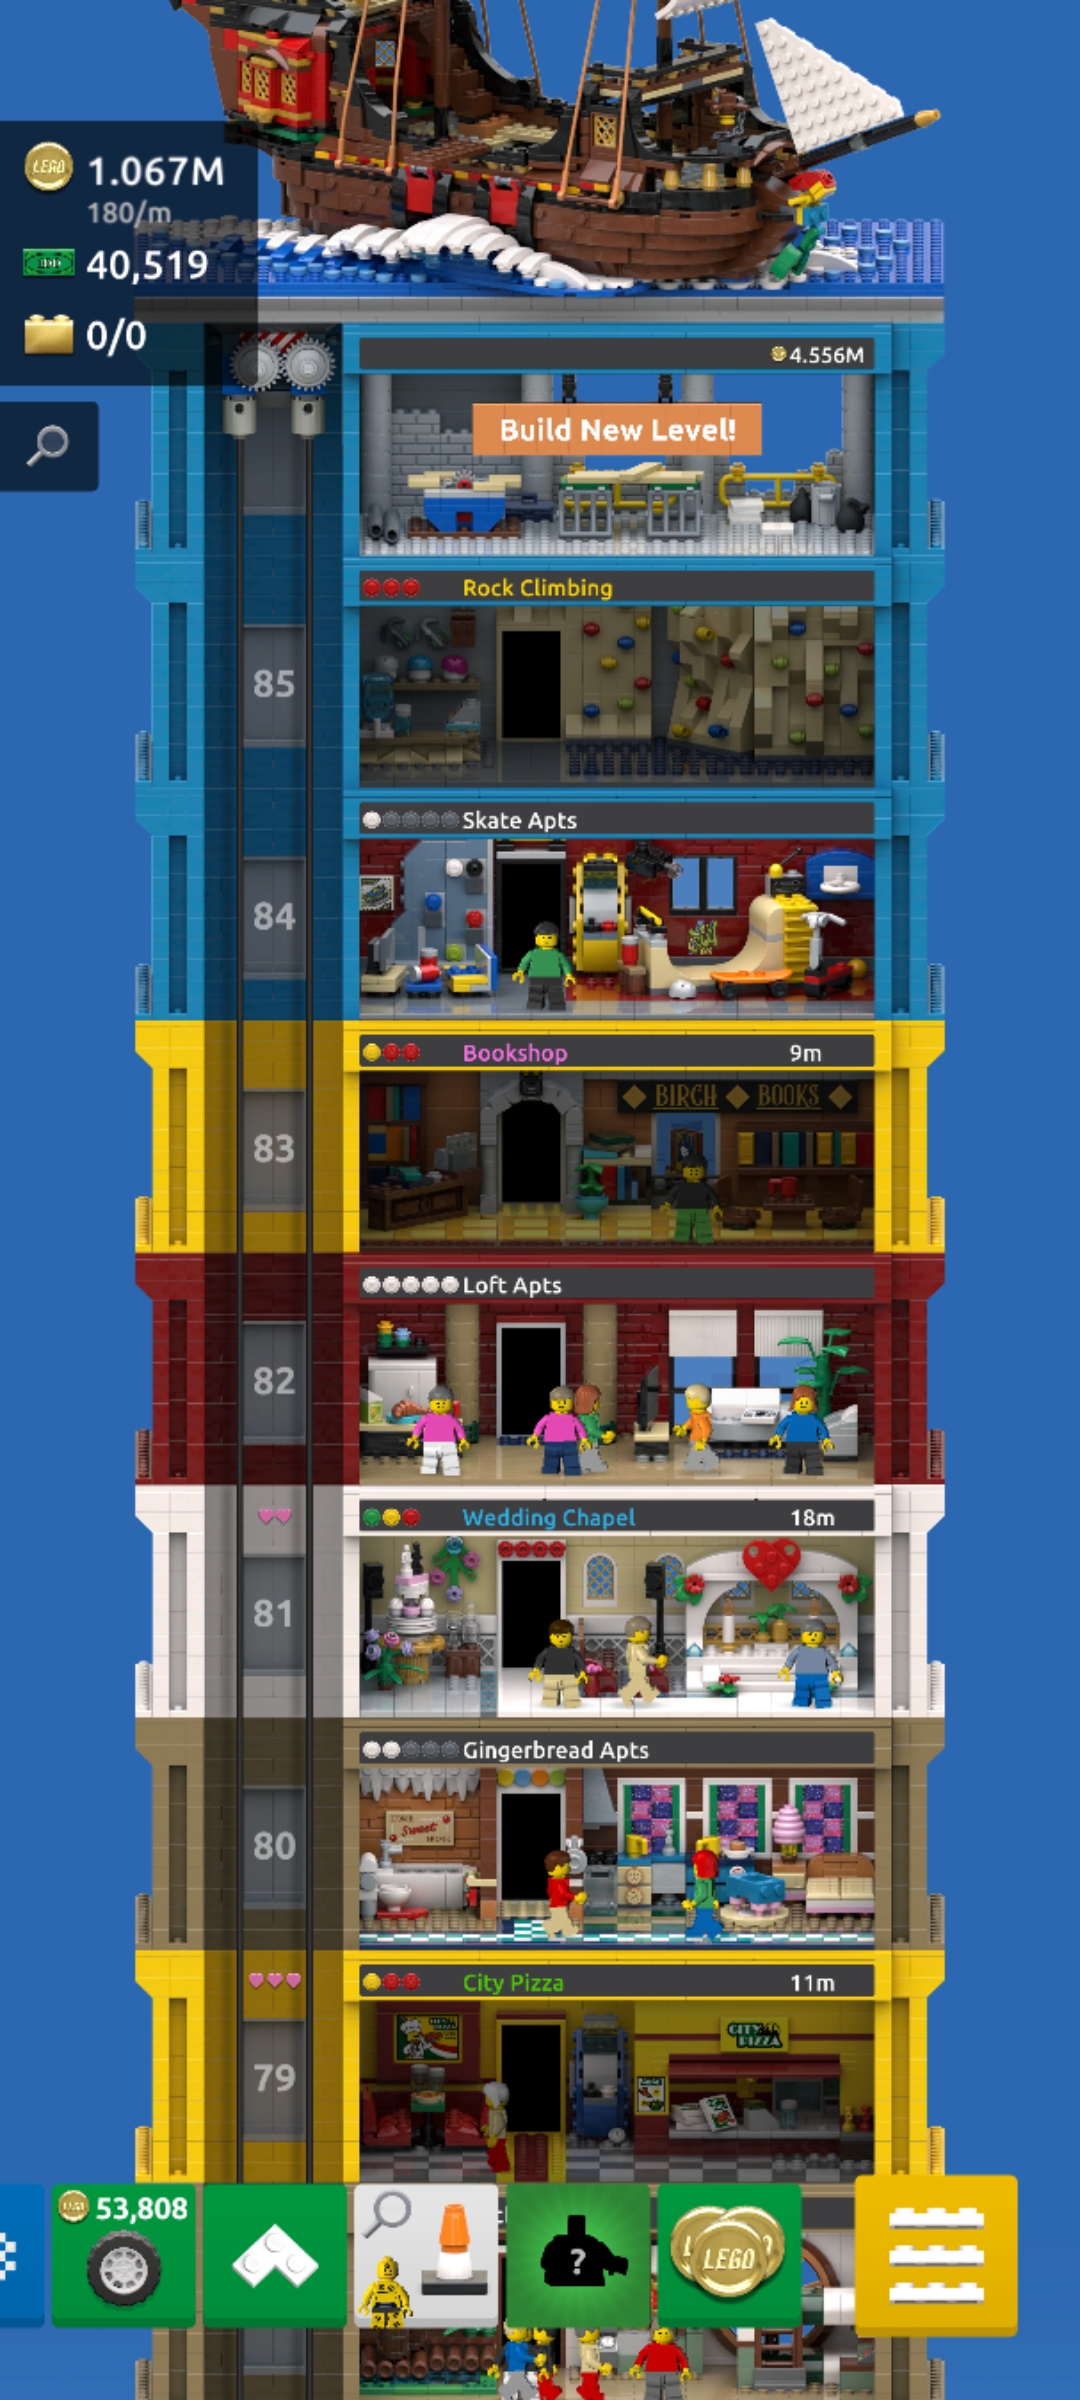 LEGO 1.067M
180/m
40,519
0/0
4.556M
Build New Level!
Rock Climbing
85
Skate Apts
84
Bookshop 9m
BIRCH BOOKS
83
Loft Apts
82
Wedding Chapel 18m
81
Gingerbread Apts
Sweet
80
City Pizza 11m
CITY PIZZA
79
53,808
?
LEGO